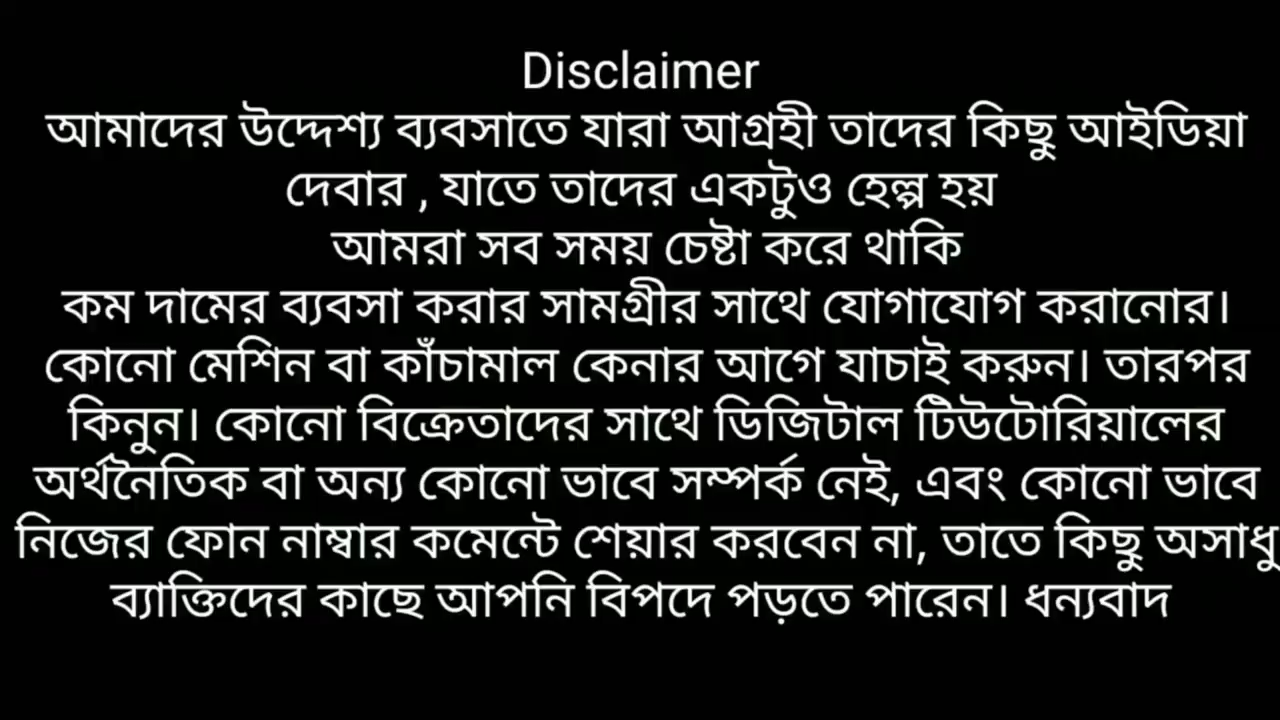 Disclaimer
আমাদের উদ্দেশ্য ব্যবসাতে যারা আগ্রহী তাদের কিছু আইডিয়া
দেবার , যাতে তাদের একটুও হেল্প হয়
আমরা সব সময় চেষ্টা করে থাকি
কম দামের ব্যবসা করার সামগ্রীর সাথে যোগাযোগ করানোর।
কোনো মেশিন বা কাঁচামাল কেনার আগে যাচাই করুন। তারপর
কিনুন। কোনো বিক্রেতাদের সাথে ডিজিটাল টিউটোরিয়ালের
অর্থনৈতিক বা অন্য কোনো ভাবে সম্পর্ক নেই, এবং কোনো ভাবে
নিজের ফোন নাম্বার কমেন্টে শেয়ার করবেন না, তাতে কিছু অসাধু
ব্যাক্তিদের কাছে আপনি বিপদে পড়তে পারেন। ধন্যবাদ